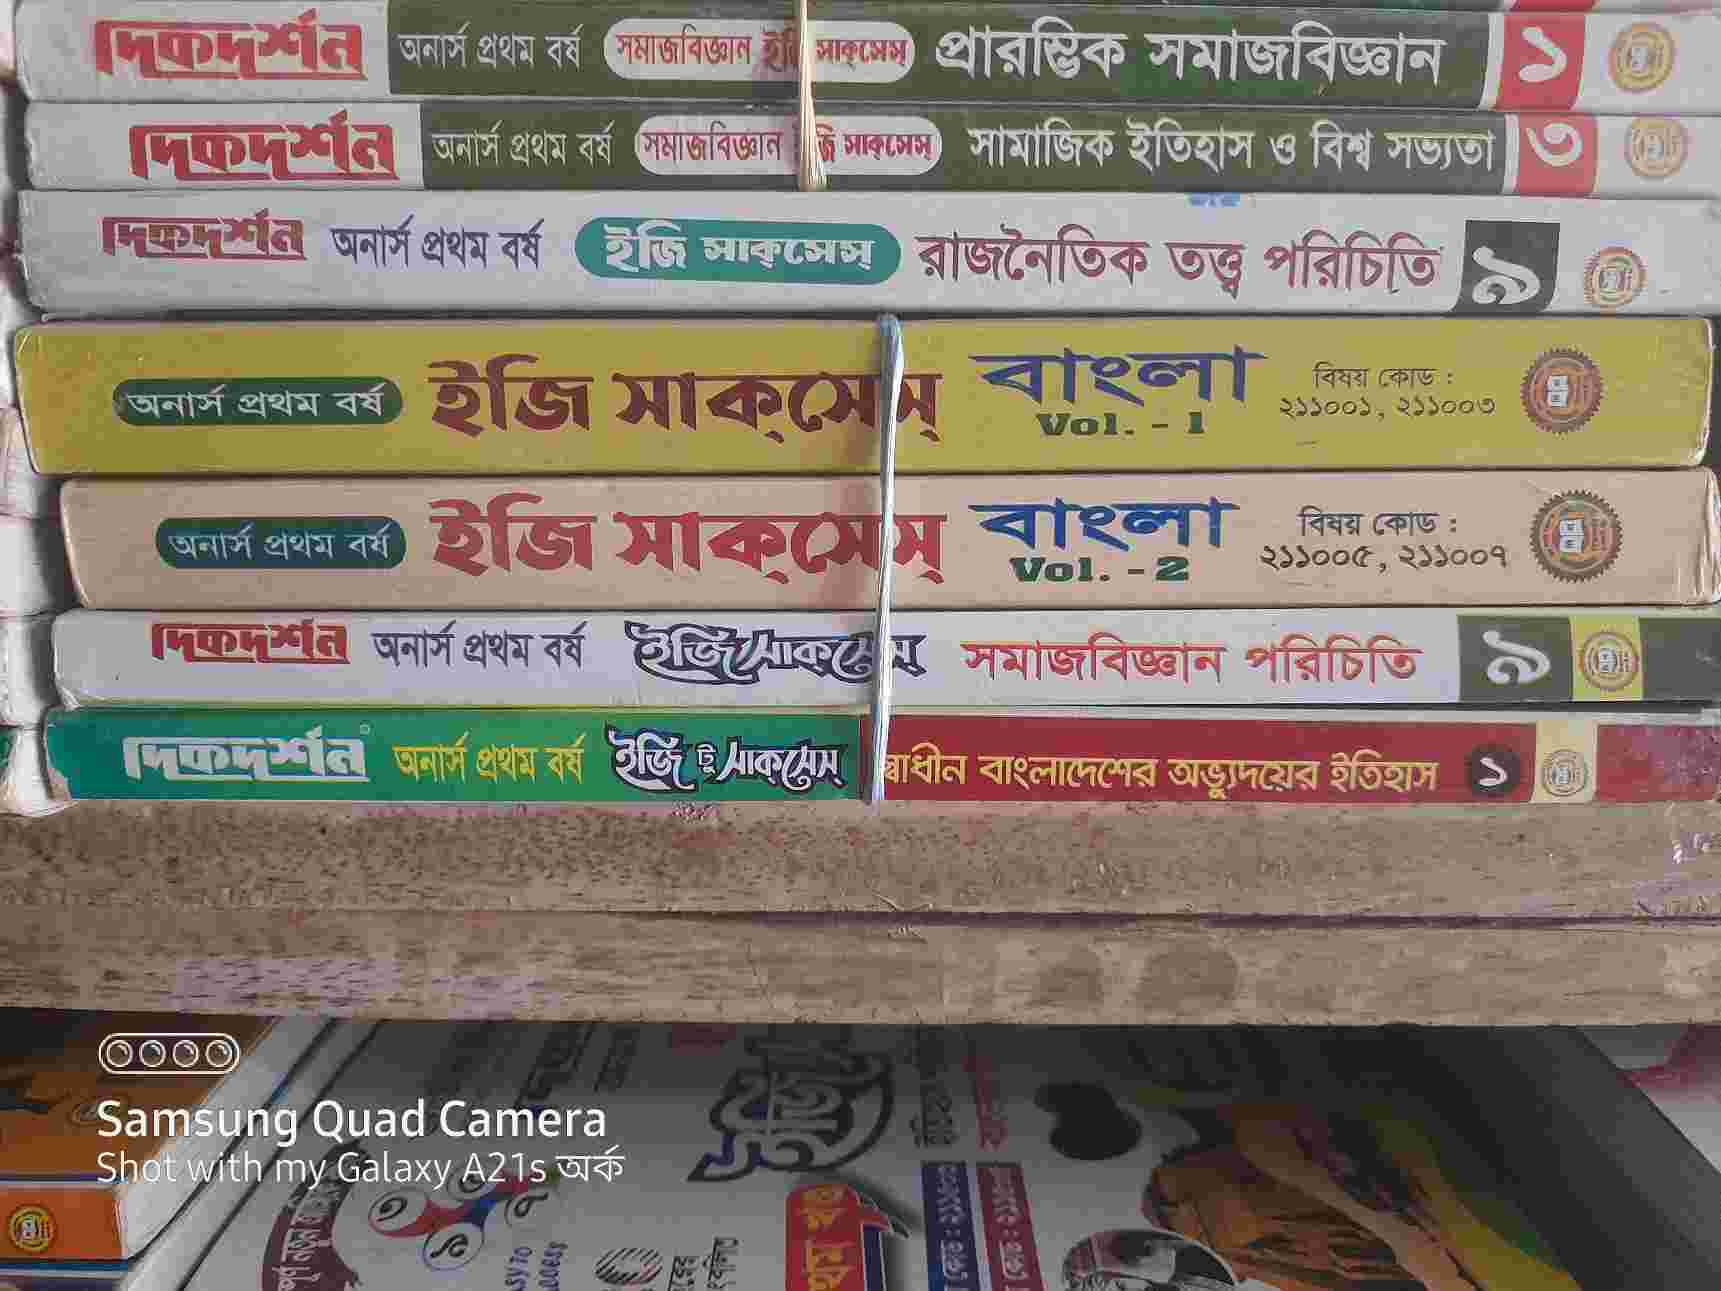 দিকদর্শন অনার্স প্রথম বর্ষ সমাজবিজ্ঞান ইজি সাক্‌সেস্‌ প্রারম্ভিক সমাজবিজ্ঞান ১
দিকদর্শন অনার্স প্রথম বর্ষ সমাজবিজ্ঞান ইজি সাক্‌সেস্‌ সামাজিক ইতিহাস ও বিশ্ব সভ্যতা ৩
দিকদর্শন অনার্স প্রথম বর্ষ ইজি সাক্‌সেস্‌ রাজনৈতিক তত্ত্ব পরিচিতি ৯
অনার্স প্রথম বর্ষ ইজি সাক্‌সেস্‌ বাংলা
Vol. - 1
বিষয় কোড :
২১১০০১, ২১১০০৩
অনার্স প্রথম বর্ষ ইজি সাক্‌সেস্‌ বাংলা
Vol. - 2
বিষয় কোড :
২১১০০৫, ২১১০০৭
দিকদর্শন অনার্স প্রথম বর্ষ ইজি সাক্‌সেস্‌ সমাজবিজ্ঞান পরিচিতি ৯
দিকদর্শন অনার্স প্রথম বর্ষ ইজি টু সাকসেস্‌ স্বাধীন বাংলাদেশের অভ্যুদয়ের ইতিহাস ১
Samsung Quad Camera
Shot with my Galaxy A21s অর্ক